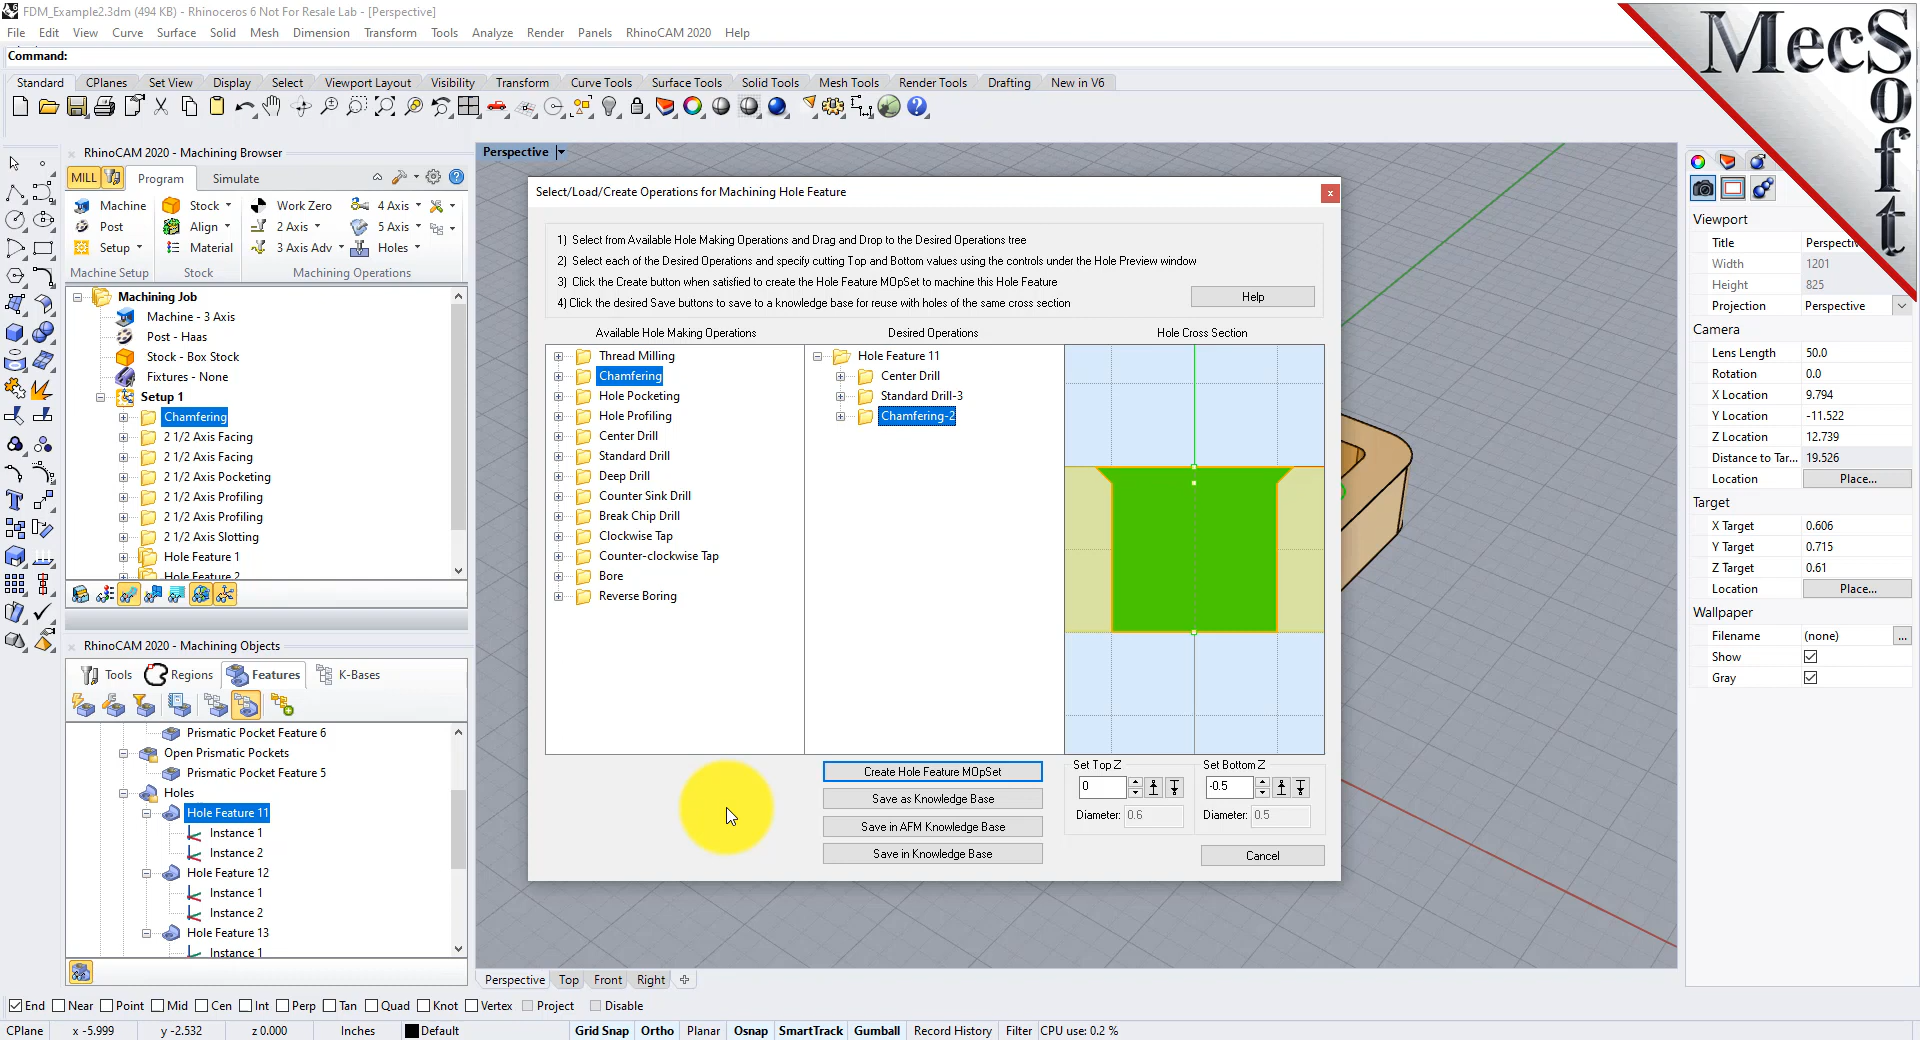 FDM_Example2.3dm (494 KB) - Rhinoceros 6 Not For Resale Lab - [Perspective]
File Edit View Curve Surface Solid Mesh Dimension Transform Tools Analyze Render Panels RhinoCAM 2020 Help
Command:
Standard CPlanes Set View Display Select Viewport Layout Visibility Transform Curve Tools Surface Tools Solid Tools Mesh Tools Render Tools Drafting New in V6
MecSoft
RhinoCAM 2020 - Machining Browser
MILL Program Simulate
Machine Stock Work Zero 4 Axis
Post Align 2 Axis 5 Axis
Setup Material 3 Axis Adv Holes
Machine Setup Stock Machining Operations
Machining Job
Machine - 3 Axis
Post - Haas
Stock - Box Stock
Fixtures - None
Setup 1
Chamfering
2 1/2 Axis Facing
2 1/2 Axis Facing
2 1/2 Axis Pocketing
2 1/2 Axis Profiling
2 1/2 Axis Profiling
2 1/2 Axis Slotting
Hole Feature 1
Hole Feature 2
RhinoCAM 2020 - Machining Objects
Tools Regions Features K-Bases
Prismatic Pocket Feature 6
Open Prismatic Pockets
Prismatic Pocket Feature 5
Holes
Hole Feature 11
Instance 1
Instance 2
Hole Feature 12
Instance 1
Instance 2
Hole Feature 13
Instance 1
Perspective
Select/Load/Create Operations for Machining Hole Feature
1) Select from Available Hole Making Operations and Drag and Drop to the Desired Operations tree
2) Select each of the Desired Operations and specify cutting Top and Bottom values using the controls under the Hole Preview window
3) Click the Create button when satisfied to create the Hole Feature MOpSet to machine this Hole Feature
4) Click the desired Save buttons to save to a knowledge base for reuse with holes of the same cross section
Help
Available Hole Making Operations Desired Operations Hole Cross Section
Thread Milling
Chamfering
Hole Pocketing
Hole Profiling
Center Drill
Standard Drill
Deep Drill
Counter Sink Drill
Break Chip Drill
Clockwise Tap
Counter-clockwise Tap
Bore
Reverse Boring
Hole Feature 11
Center Drill
Standard Drill-3
Chamfering-2
Create Hole Feature MOpSet
Save as Knowledge Base
Save in AFM Knowledge Base
Save in Knowledge Base
Set Top Z Set Bottom Z
0 -0.5
Diameter: 0.6 Diameter: 0.5
Cancel
Viewport
Title Perspectiv
Width 1201
Height 825
Projection Perspective
Camera
Lens Length 50.0
Rotation 0.0
X Location 9.794
Y Location -11.522
Z Location 12.739
Distance to Tar... 19.526
Location Place...
Target
X Target 0.606
Y Target 0.715
Z Target 0.61
Location Place...
Wallpaper
Filename (none) ...
Show
Gray
Perspective Top Front Right
End Near Point Mid Cen Int Perp Tan Quad Knot Vertex Project Disable
CPlane x -5.999 y -2.532 z 0.000 Inches Default Grid Snap Ortho Planar Osnap SmartTrack Gumball Record History Filter CPU use: 0.2 %